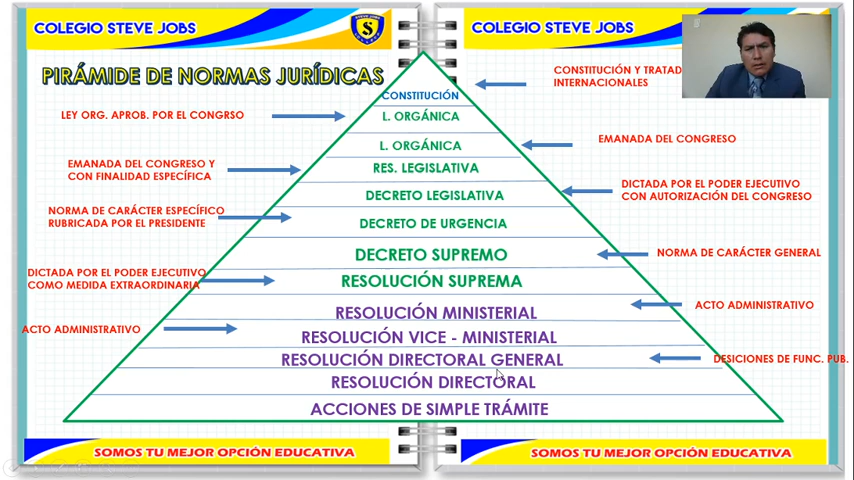 COLEGIO STEVE JOBS
COLEGIO STEVE JOBS
PIRÁMIDE DE NORMAS JURÍDICAS
CONSTITUCIÓN Y TRATAD
INTERNACIONALES
CONSTITUCIÓN
LEY ORG. APROB. POR EL CONGRSO
L. ORGÁNICA
L. ORGÁNICA
EMANADA DEL CONGRESO
EMANADA DEL CONGRESO Y
CON FINALIDAD ESPECÍFICA
RES. LEGISLATIVA
DECRETO LEGISLATIVA
DICTADA POR EL PODER EJECUTIVO
CON AUTORIZACIÓN DEL CONGRESO
NORMA DE CARÁCTER ESPECÍFICO
RUBRICADA POR EL PRESIDENTE
DECRETO DE URGENCIA
DECRETO SUPREMO
NORMA DE CARÁCTER GENERAL
DICTADA POR EL PODER EJECUTIVO
COMO MEDIDA EXTRAORDINARIA
RESOLUCIÓN SUPREMA
RESOLUCIÓN MINISTERIAL
ACTO ADMINISTRATIVO
ACTO ADMINISTRATIVO
RESOLUCIÓN VICE - MINISTERIAL
RESOLUCIÓN DIRECTORAL GENERAL
DESICIONES DE FUNC. PUB.
RESOLUCIÓN DIRECTORAL
ACCIONES DE SIMPLE TRÁMITE
SOMOS TU MEJOR OPCIÓN EDUCATIVA
SOMOS TU MEJOR OPCIÓN EDUCATIVA